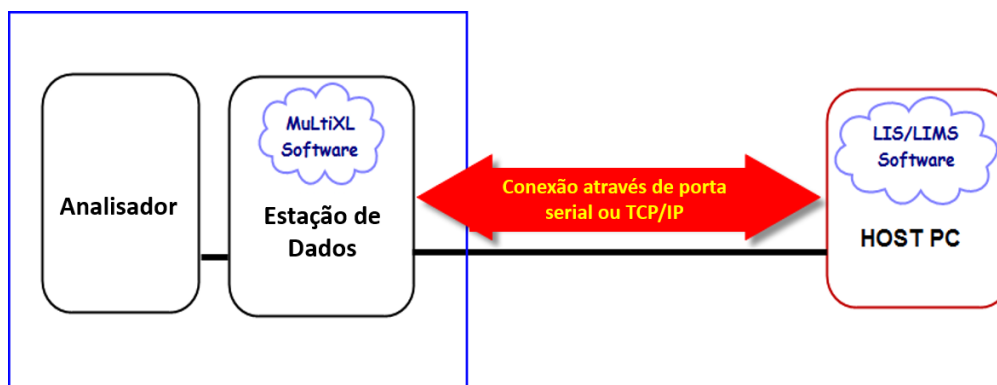 Analisador
MuLtiXL
Software
Estação de
Dados
Conexão através de porta
serial ou TCP/IP
LIS/LIMS
Software
HOST PC